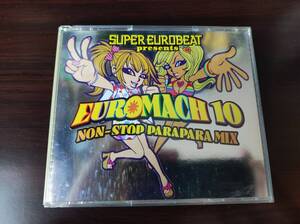 SUPER EUROBEAT
presents
EUROMACH 10
NON-STOP PARAPARA MIX